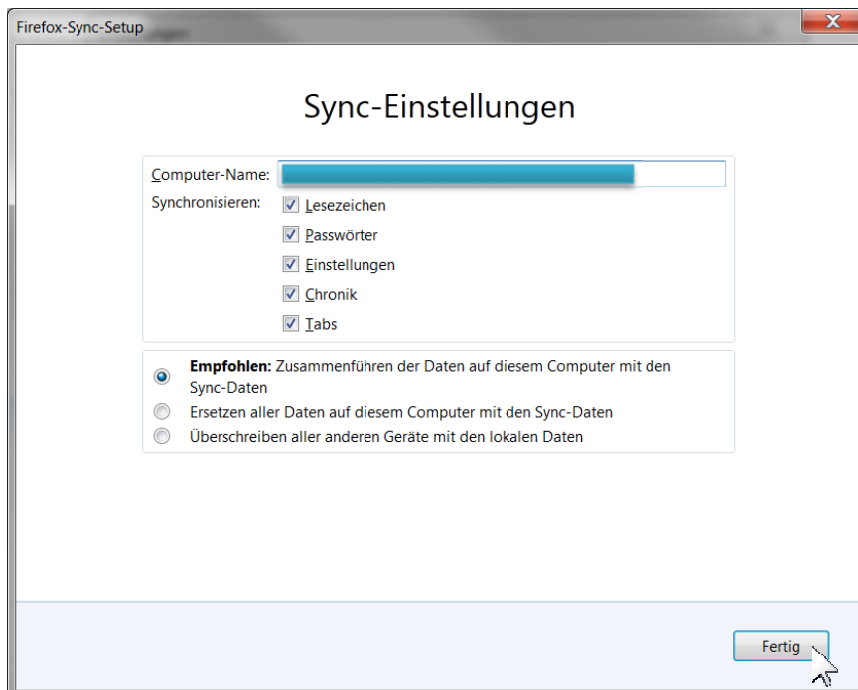 Firefox-Sync-Setup
Sync-Einstellungen
Computer-Name:
Synchronisieren:
Lesezeichen
Passwörter
Einstellungen
Chronik
Tabs
Empfohlen: Zusammenführen der Daten auf diesem Computer mit den
Sync-Daten
Ersetzen aller Daten auf diesem Computer mit den Sync-Daten
Überschreiben aller anderen Geräte mit den lokalen Daten
Fertig